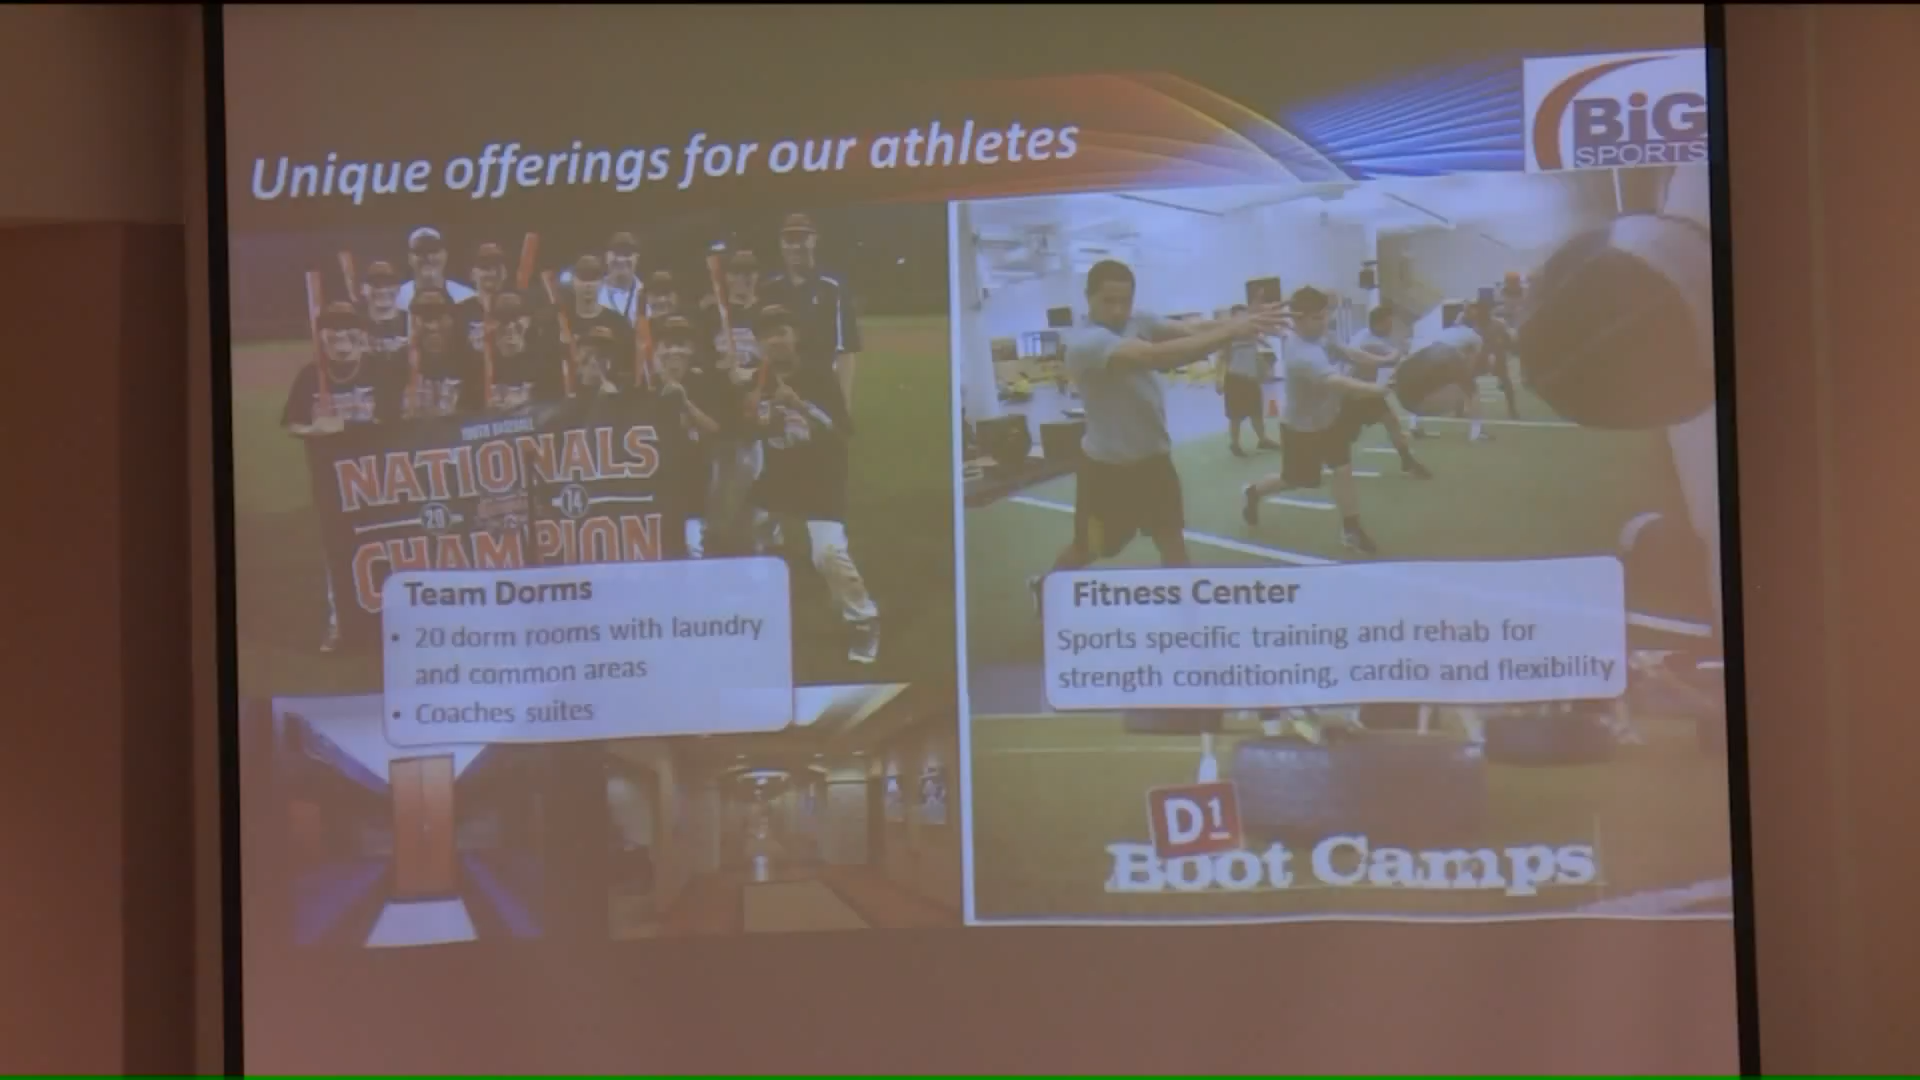 BiG
SPORTS
Unique offerings for our athletes
YOUTH BASEBALL
NATIONALS
20 14
CHAMPION
Team Dorms
• 20 dorm rooms with laundry
and common areas
• Coaches suites
Fitness Center
Sports specific training and rehab for
strength conditioning, cardio and flexibility
D1
Boot Camps